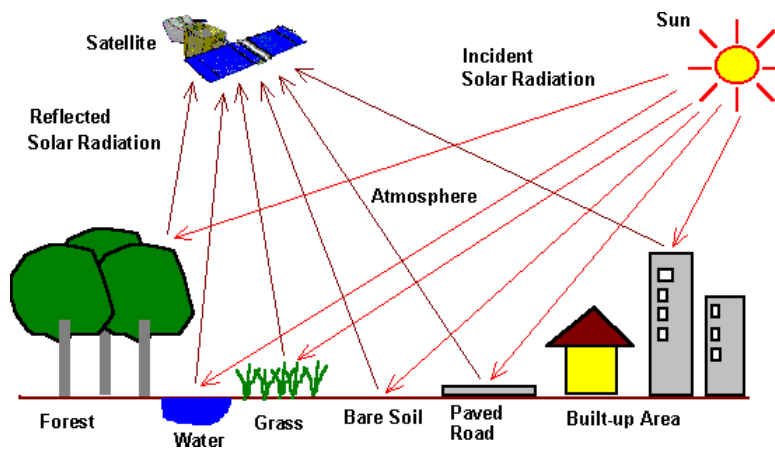 Sun
Satellite
Incident
Solar Radiation
Reflected
Solar Radiation
Atmosphere
Forest
Water
Grass
Bare Soil
Paved
Road
Built-up Area